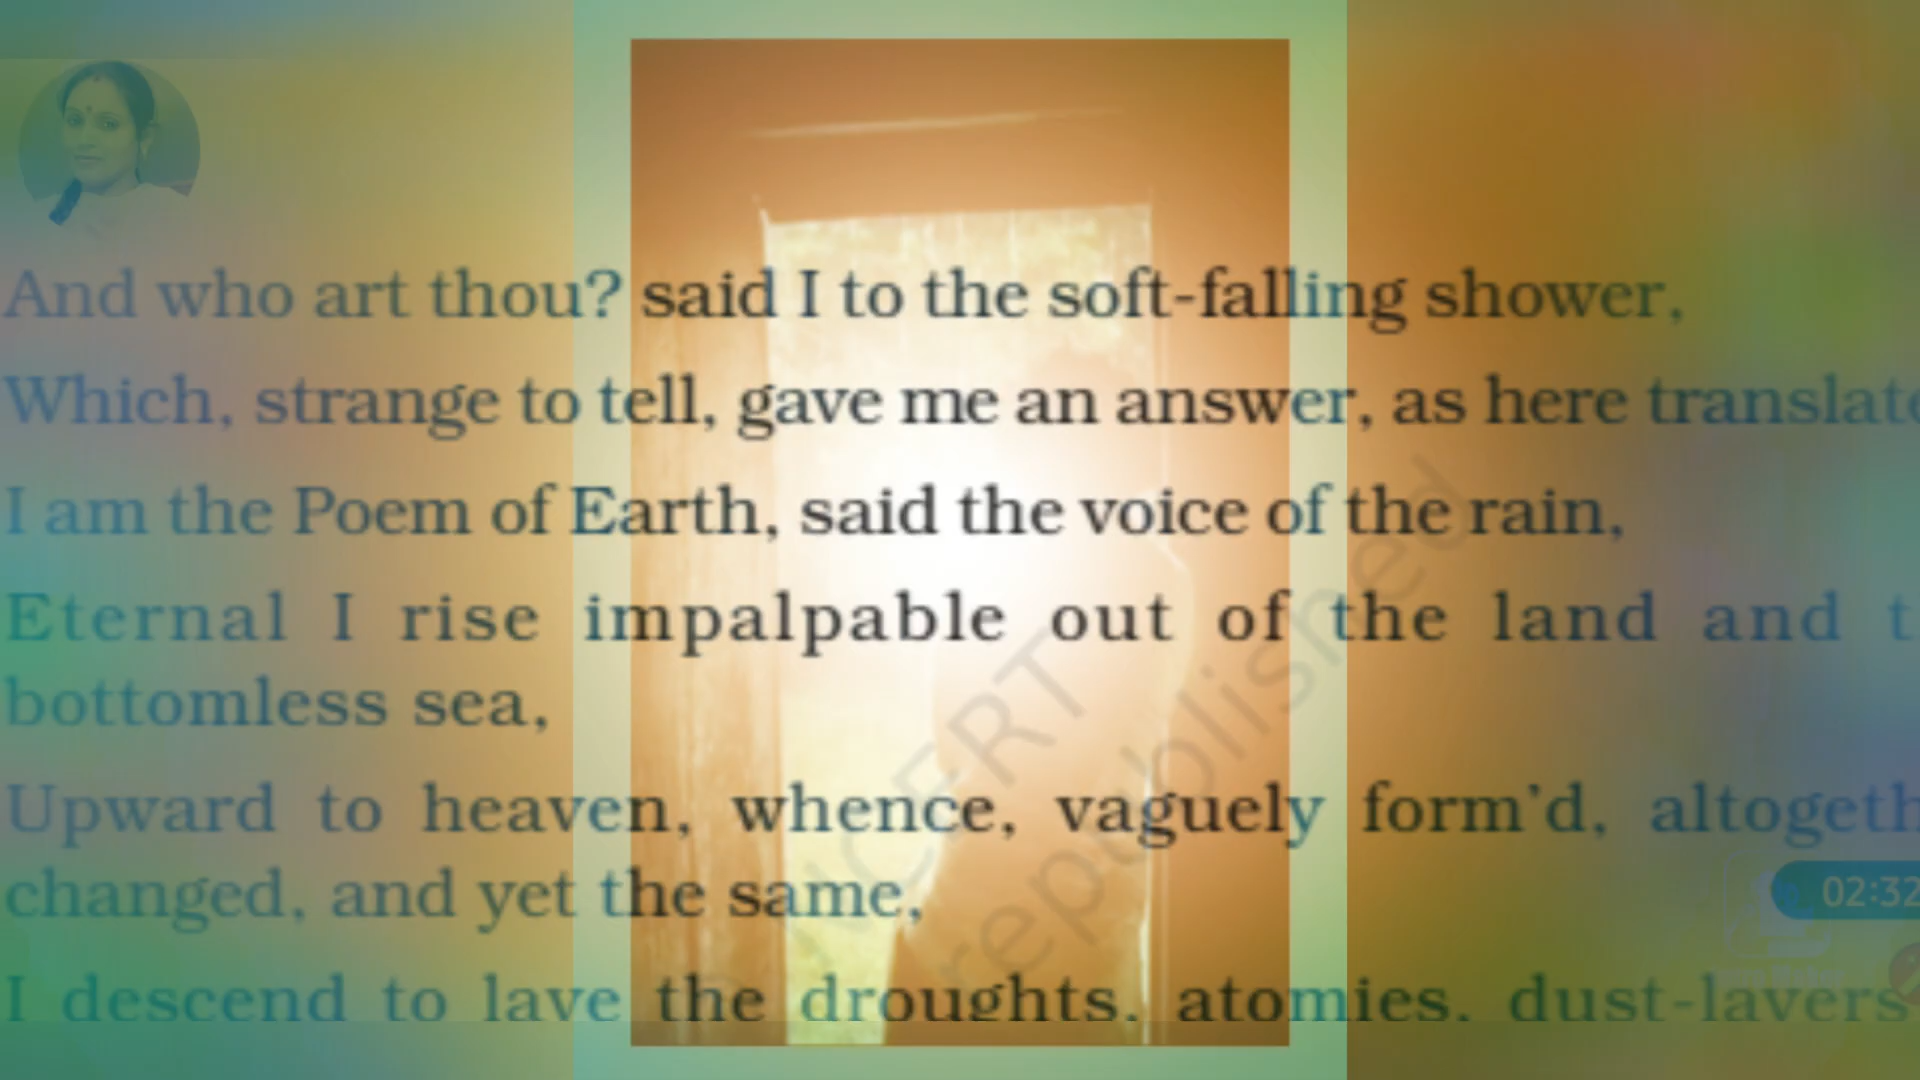 And who art thou? said I to the soft-falling shower,
Which, strange to tell, gave me an answer, as here
I am the Poem of Earth, said the voice of the rain,
Eternal I rise impalpable out of the land and
bottomless sea,
Upward to heaven, whence, vaguely form'd,
changed, and yet the same,
I descend to lave the droughts, atomies, dust-layers
NCERT
republished
02:32